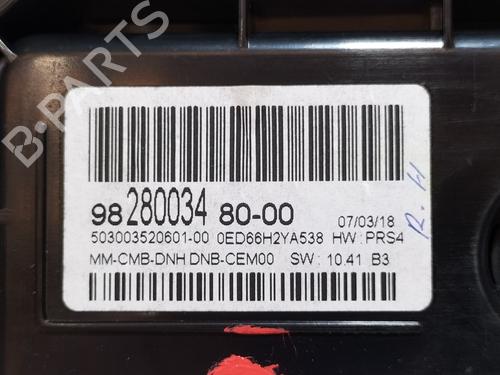 B-PARTS
98 280034 80-00
07/03/18
503003520601-00 0ED66H2YA538 HW: PRS4
MM-CMB-DNH DNB-CEM00 SW: 10.41 B3